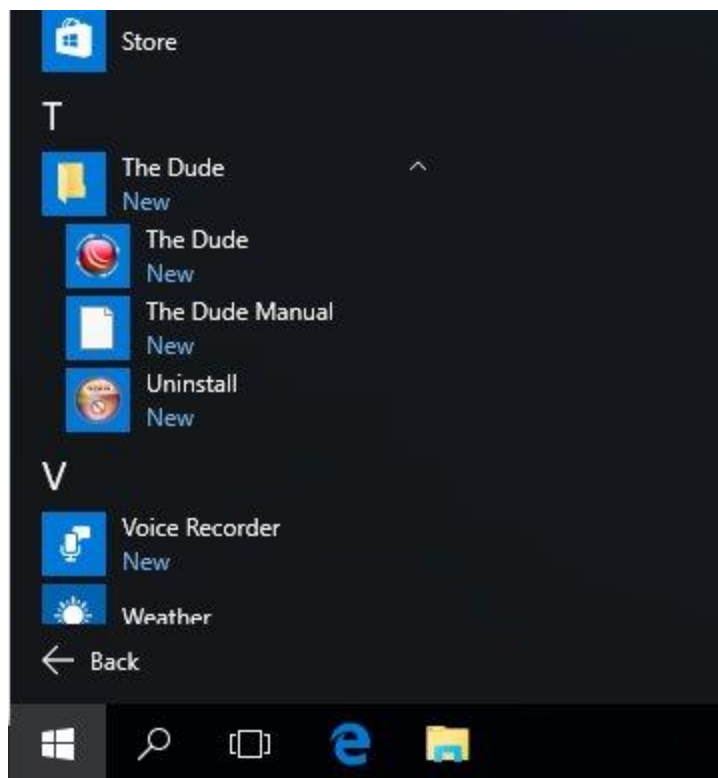 Store
T
The Dude
New
The Dude
New
The Dude Manual
New
Uninstall
New
V
Voice Recorder
New
Weather
Back